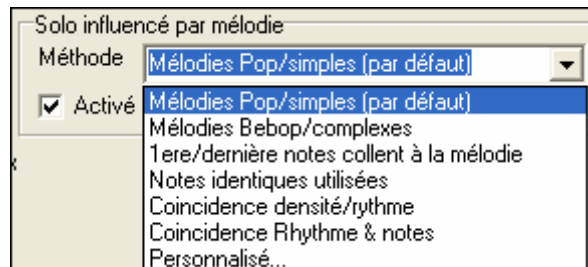 Solo influencé par mélodie
Méthode Mélodies Pop/simples (par défaut)
Activé Mélodies Pop/simples (par défaut)
Mélodies Bebop/complexes
1ere/dernière notes collent à la mélodie
Notes identiques utilisées
Coincidence densité/rythme
Coincidence Rhythme & notes
Personnalisé...